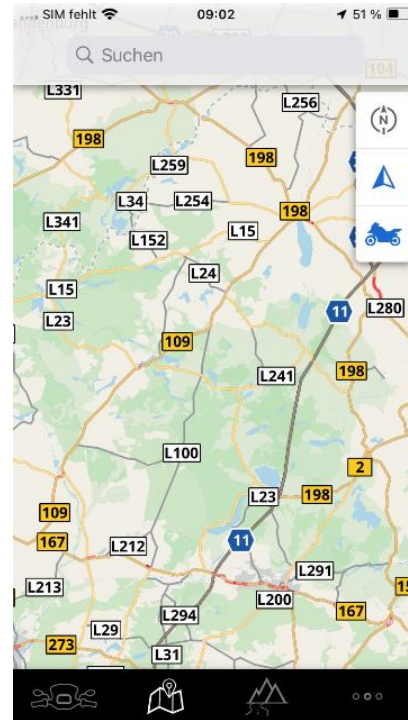 SIM fehlt 09:02 51 %
Suchen
104
L331
L256
198
L259
198
L34
L254
198
L341
L152
L15
N
L24
L15
L23
11
L280
109
L241
198
L100
2
L23
198
109
167
L212
11
L213
L291
L200
167
L294
L29
273
L31